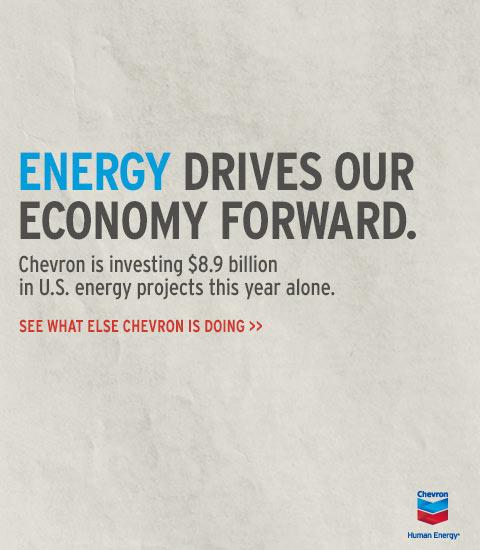 ENERGY DRIVES OUR
ECONOMY FORWARD.
Chevron is investing $8.9 billion
in U.S. energy projects this year alone.
SEE WHAT ELSE CHEVRON IS DOING >>
Chevron
Human Energy®